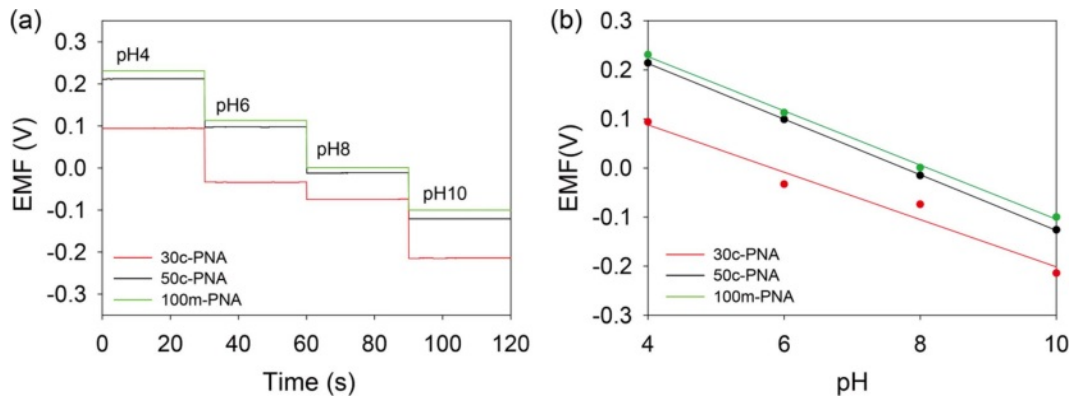 (a)
EMF (V)
0.3
0.2
0.1
0.0
-0.1
-0.2
-0.3
pH4
pH6
pH8
pH10
30c-PNA
50c-PNA
100m-PNA
0 20 40 60 80 100 120
Time (s)
(b)
EMF(V)
0.3
0.2
0.1
0.0
-0.1
-0.2
-0.3
30c-PNA
50c-PNA
100m-PNA
4 6 8 10
pH